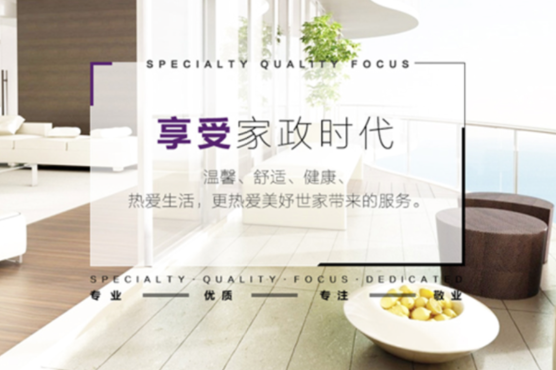 SPECIALTY QUALITY FOCUS
享受家政时代
温馨、舒适、健康、
热爱生活，更热爱美妤世家带来的服务。
SPECIALTY-QUALITY-FOCUS-DEDICATED
专业 —— 优质 —— 专注 —— 敬业